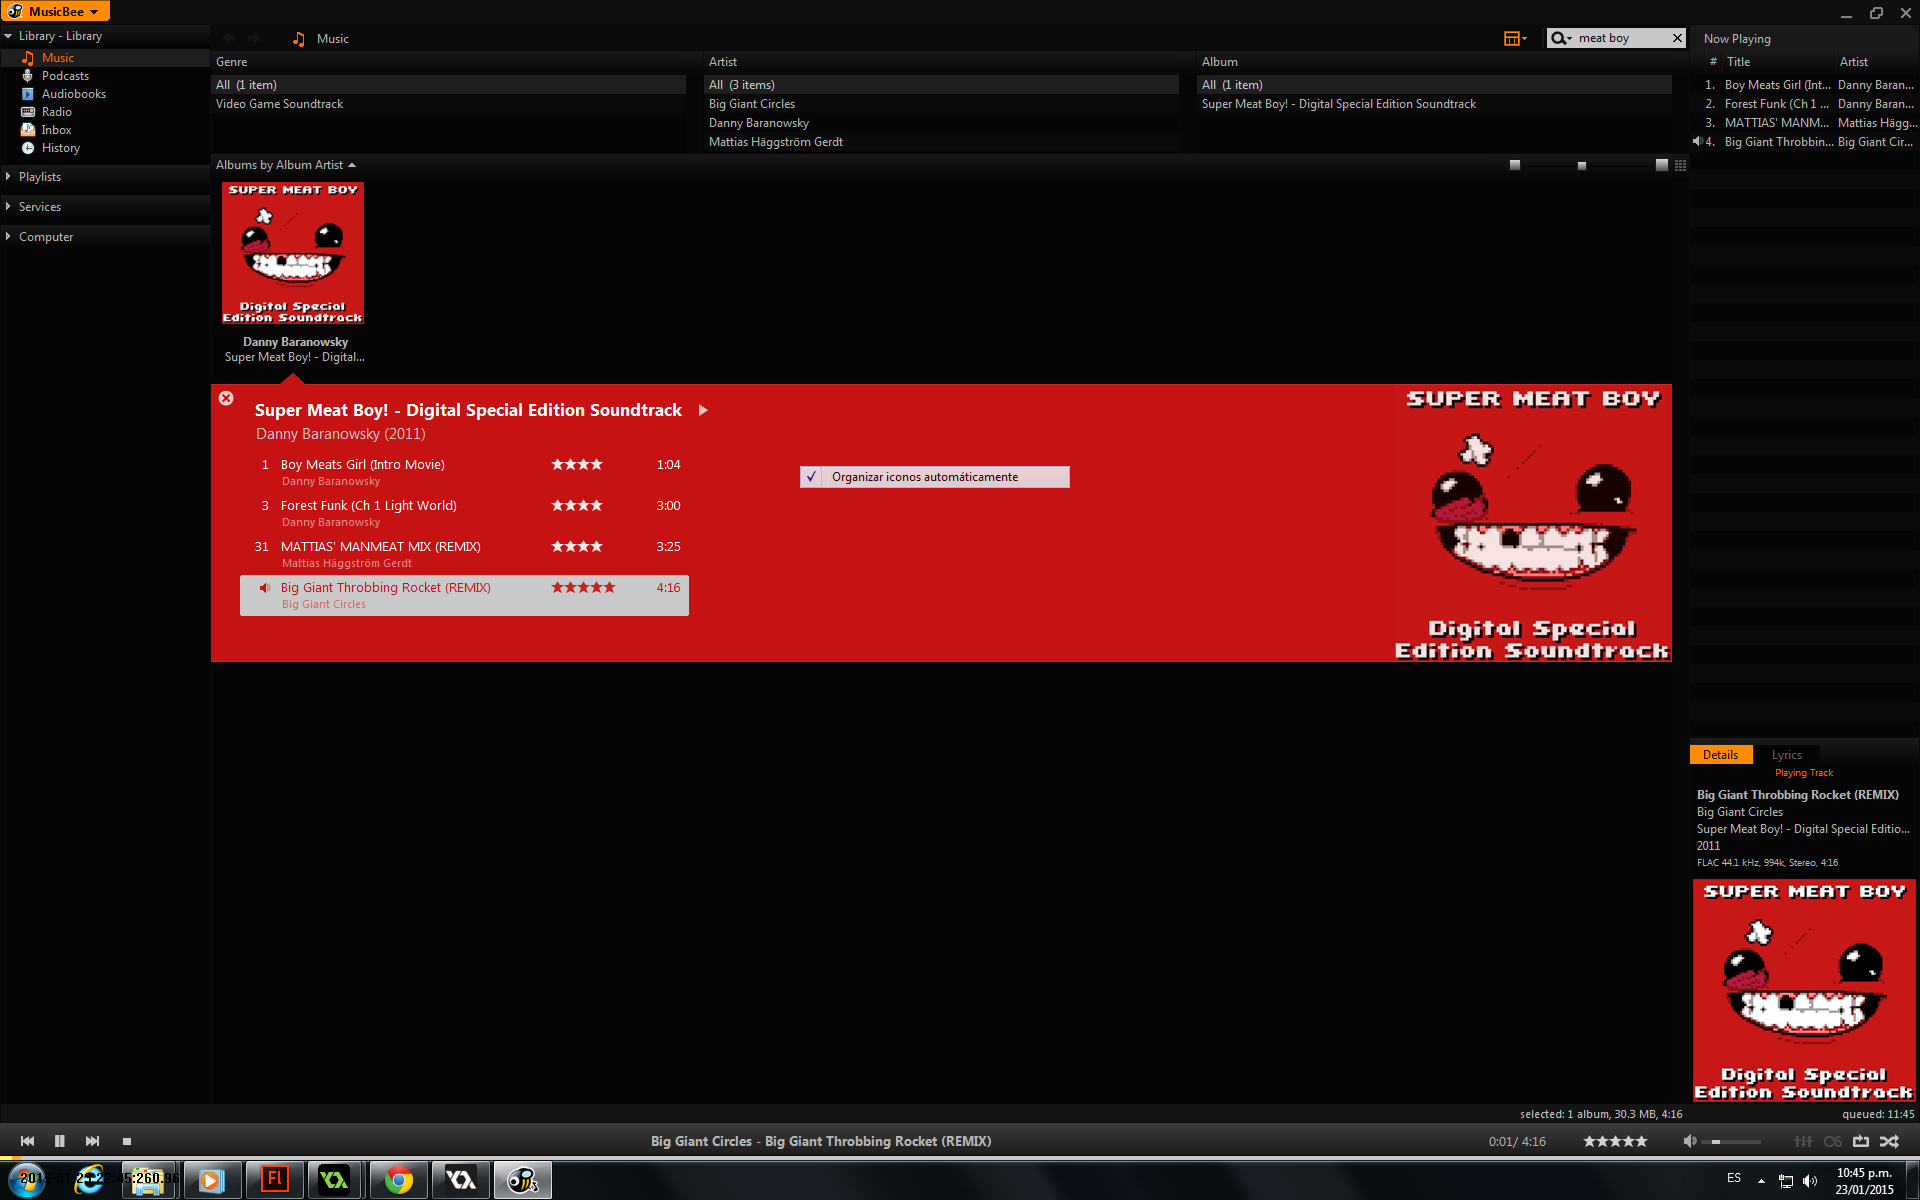 MusicBee
Library - Library
Music
Podcasts
Audiobooks
Radio
Inbox
History
Playlists
Services
Computer
Music
meat boy
Genre
All (1 item)
Video Game Soundtrack
Artist
All (3 items)
Big Giant Circles
Danny Baranowsky
Mattias Häggström Gerdt
Album
All (1 item)
Super Meat Boy! - Digital Special Edition Soundtrack
Albums by Album Artist
SUPER MEAT BOY
Digital Special
Edition Soundtrack
Danny Baranowsky
Super Meat Boy! - Digital...
Super Meat Boy! - Digital Special Edition Soundtrack
Danny Baranowsky (2011)
1 Boy Meats Girl (Intro Movie) ★★★★ 1:04
Danny Baranowsky
3 Forest Funk (Ch 1 Light World) ★★★★ 3:00
Danny Baranowsky
31 MATTIAS' MANMEAT MIX (REMIX) ★★★★ 3:25
Mattias Häggström Gerdt
Big Giant Throbbing Rocket (REMIX) ★★★★★ 4:16
Big Giant Circles
✓ Organizar iconos automáticamente
SUPER MEAT BOY
Digital Special
Edition Soundtrack
Now Playing
# Title Artist
1. Boy Meats Girl (Int... Danny Baran...
2. Forest Funk (Ch 1 ... Danny Baran...
3. MATTIAS' MANM... Mattias Hägg...
4. Big Giant Throbbin... Big Giant Cir...
Details Lyrics
Playing Track
Big Giant Throbbing Rocket (REMIX)
Big Giant Circles
Super Meat Boy! - Digital Special Editio...
2011
FLAC 44.1 kHz, 994k, Stereo, 4:16
SUPER MEAT BOY
Digital Special
Edition Soundtrack
selected: 1 album, 30.3 MB, 4:16
queued: 11:45
Big Giant Circles - Big Giant Throbbing Rocket (REMIX)
0:01/ 4:16
★★★★★
Fl
ES
10:45 p.m.
23/01/2015